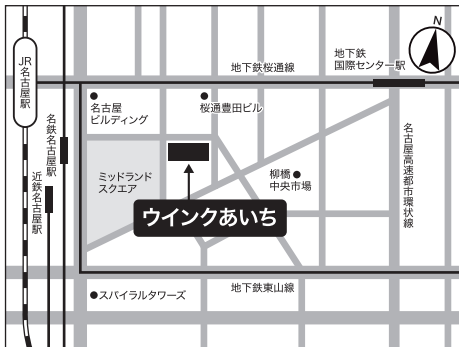 N
JR名古屋駅
地下鉄桜通線
地下鉄
国際センター駅
名古屋
ビルディング
桜通豊田ビル
名鉄名古屋駅
近鉄名古屋駅
ミッドランド
スクエア
柳橋
中央市場
名古屋高速都市環状線
ウインクあいち
スパイラルタワーズ
地下鉄東山線